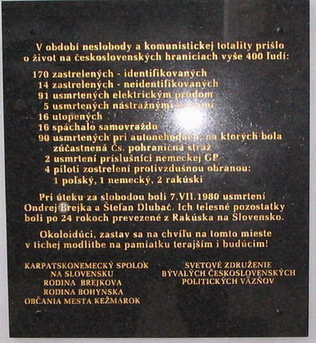 V období neslobody a komunistickej totality prišlo
o život na československých hraniciach vyše 400 ľudí:
170 zastrelených - identifikovaných
14 zastrelených - neidentifikovaných
91 usmrtených elektrickým prúdom
5 usmrtených nástražnými
16 utopených
16 spáchalo samovraždu
90 usmrtených pri autonehodách, na ktorých bola
zúčastnená Čs. pohraničná stráž
2 usmrtení príslušníci nemeckej GP
4 piloti zostrelení protivzdušnou obranou:
1 poľský, 1 nemecký, 2 rakúski
Pri úteku za slobodou boli 7.VII.1980 usmrtení
Ondrej Brejka a Štefan Dlubač. Ich telesné pozostatky
boli po 24 rokoch prevezené z Rakúska na Slovensko.
Okoloidúci, zastav sa na chvíľu na tomto mieste
v tichej modlitbe na pamiatku terajším i budúcim!
KARPATSKONEMECKÝ SPOLOK
NA SLOVENSKU
RODINA BREJKOVA
RODINA BOHYNSKA
OBČANIA MESTA KEŽMAROK
SVETOVÉ ZDRUŽENIE
BÝVALÝCH ČESKOSLOVENSKÝCH
POLITICKÝCH VÄZŇOV